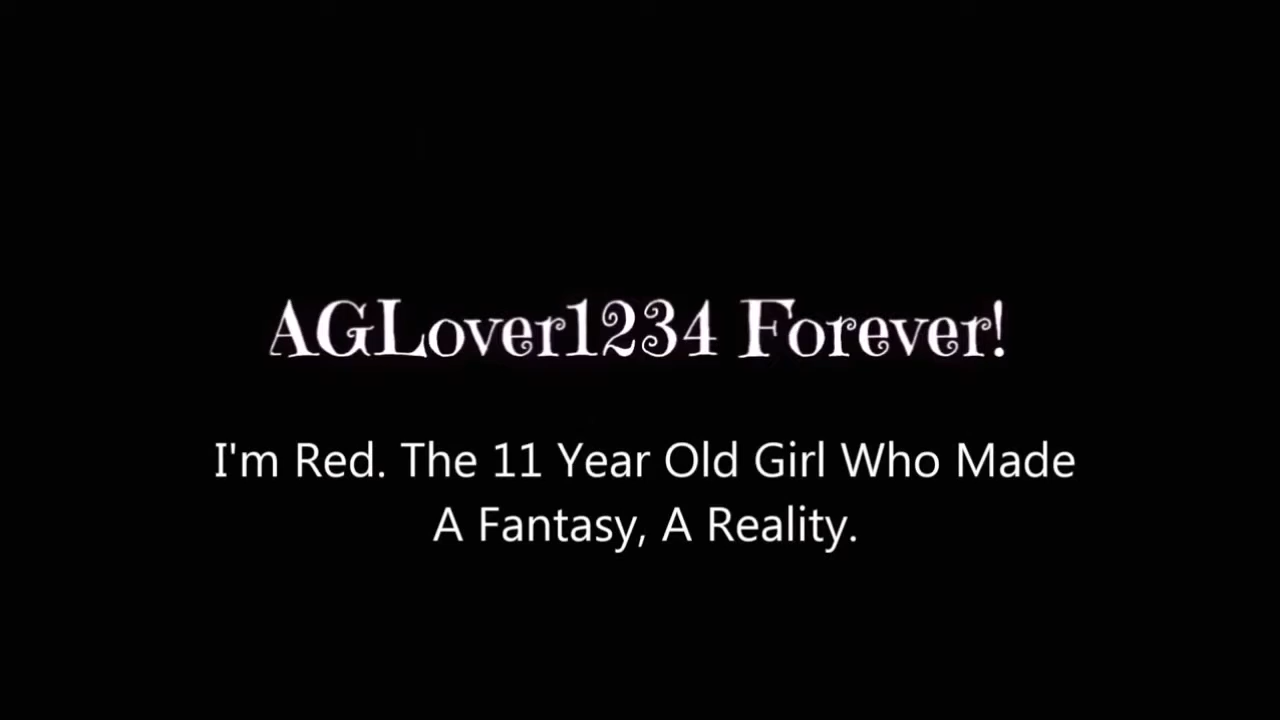 AGLover1234 Forever!
I'm Red. The 11 Year Old Girl Who Made
A Fantasy, A Reality.